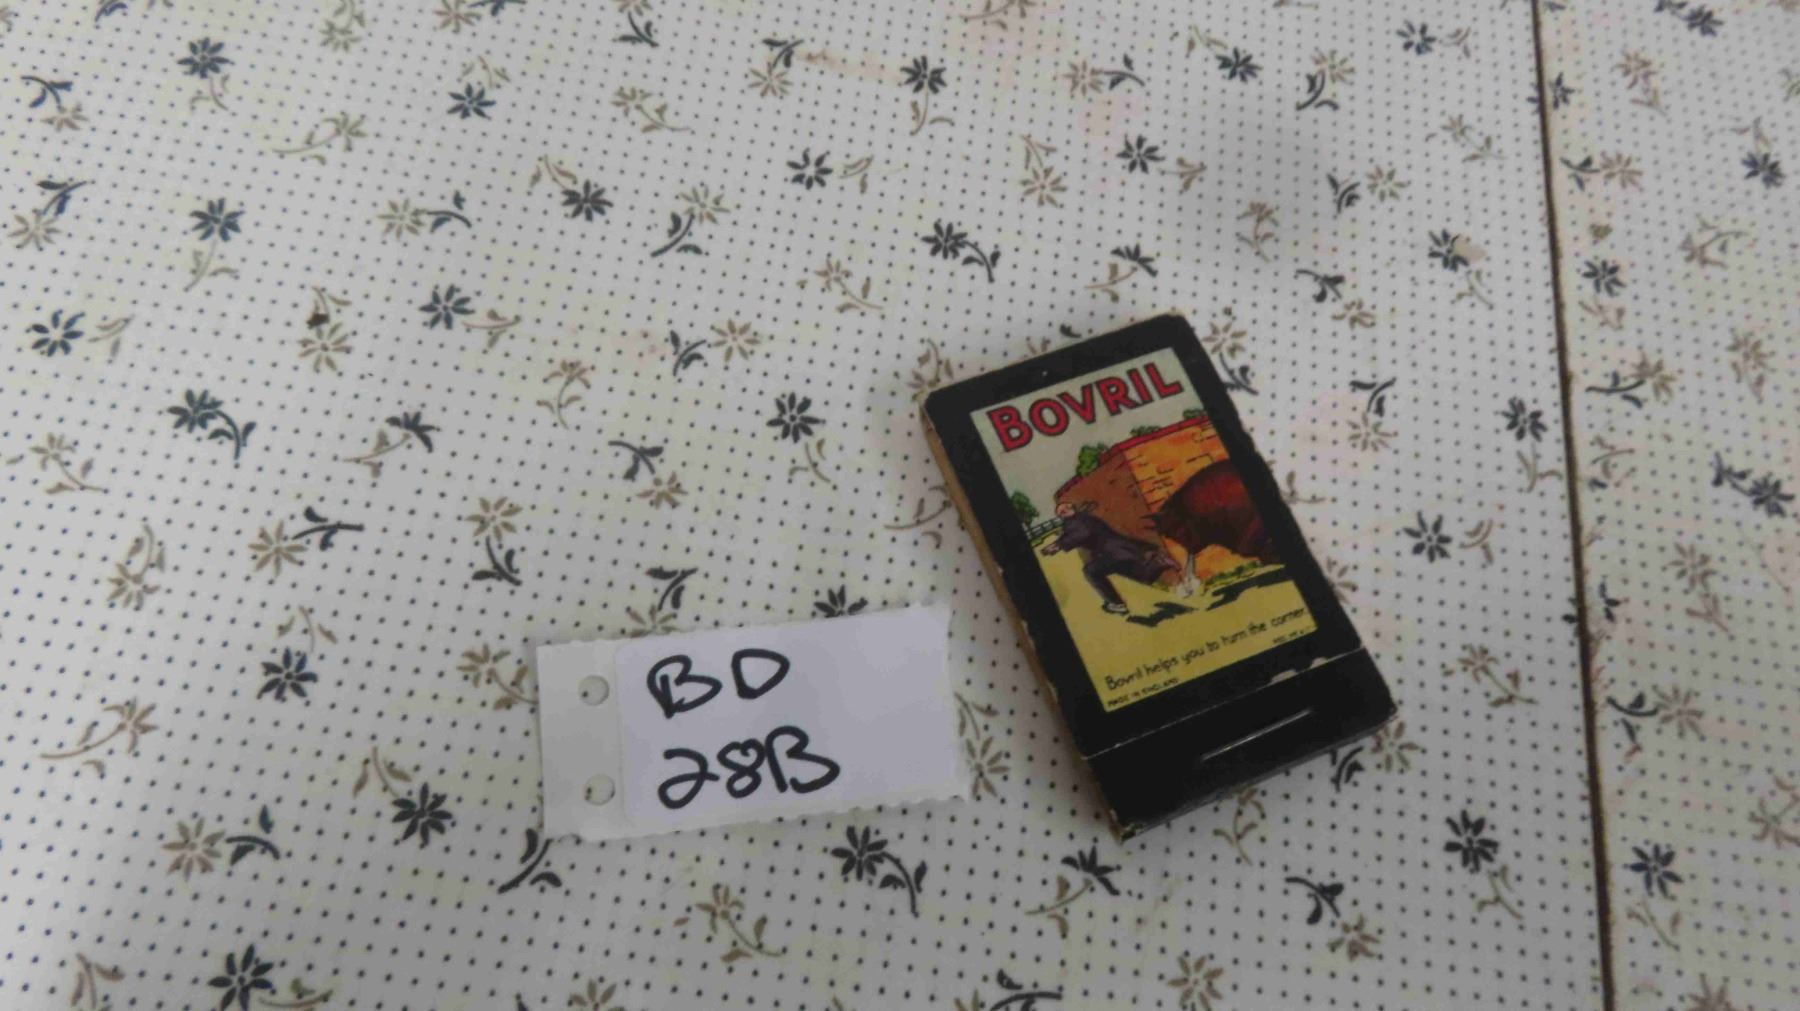 BOVRIL
Bovril helps you to turn the corner.
MADE IN ENGLAND
BD
28B